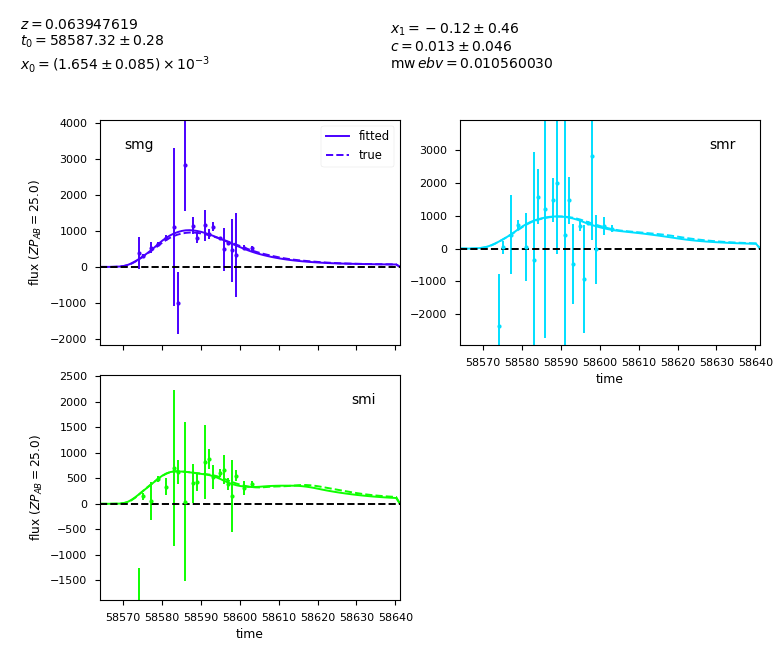 z = 0.063947619
t₀ = 58587.32 ± 0.28
x₀ = (1.654 ± 0.085) × 10⁻³
x₁ = −0.12 ± 0.46
c = 0.013 ± 0.046
mwebv = 0.010560030
smg
fitted
true
4000
3000
2000
1000
0
−1000
−2000
flux (ZP_AB = 25.0)
smr
3000
2000
1000
0
−1000
−2000
58570 58580 58590 58600 58610 58620 58630 58640
time
smi
2500
2000
1500
1000
500
0
−500
−1000
−1500
flux (ZP_AB = 25.0)
58570 58580 58590 58600 58610 58620 58630 58640
time